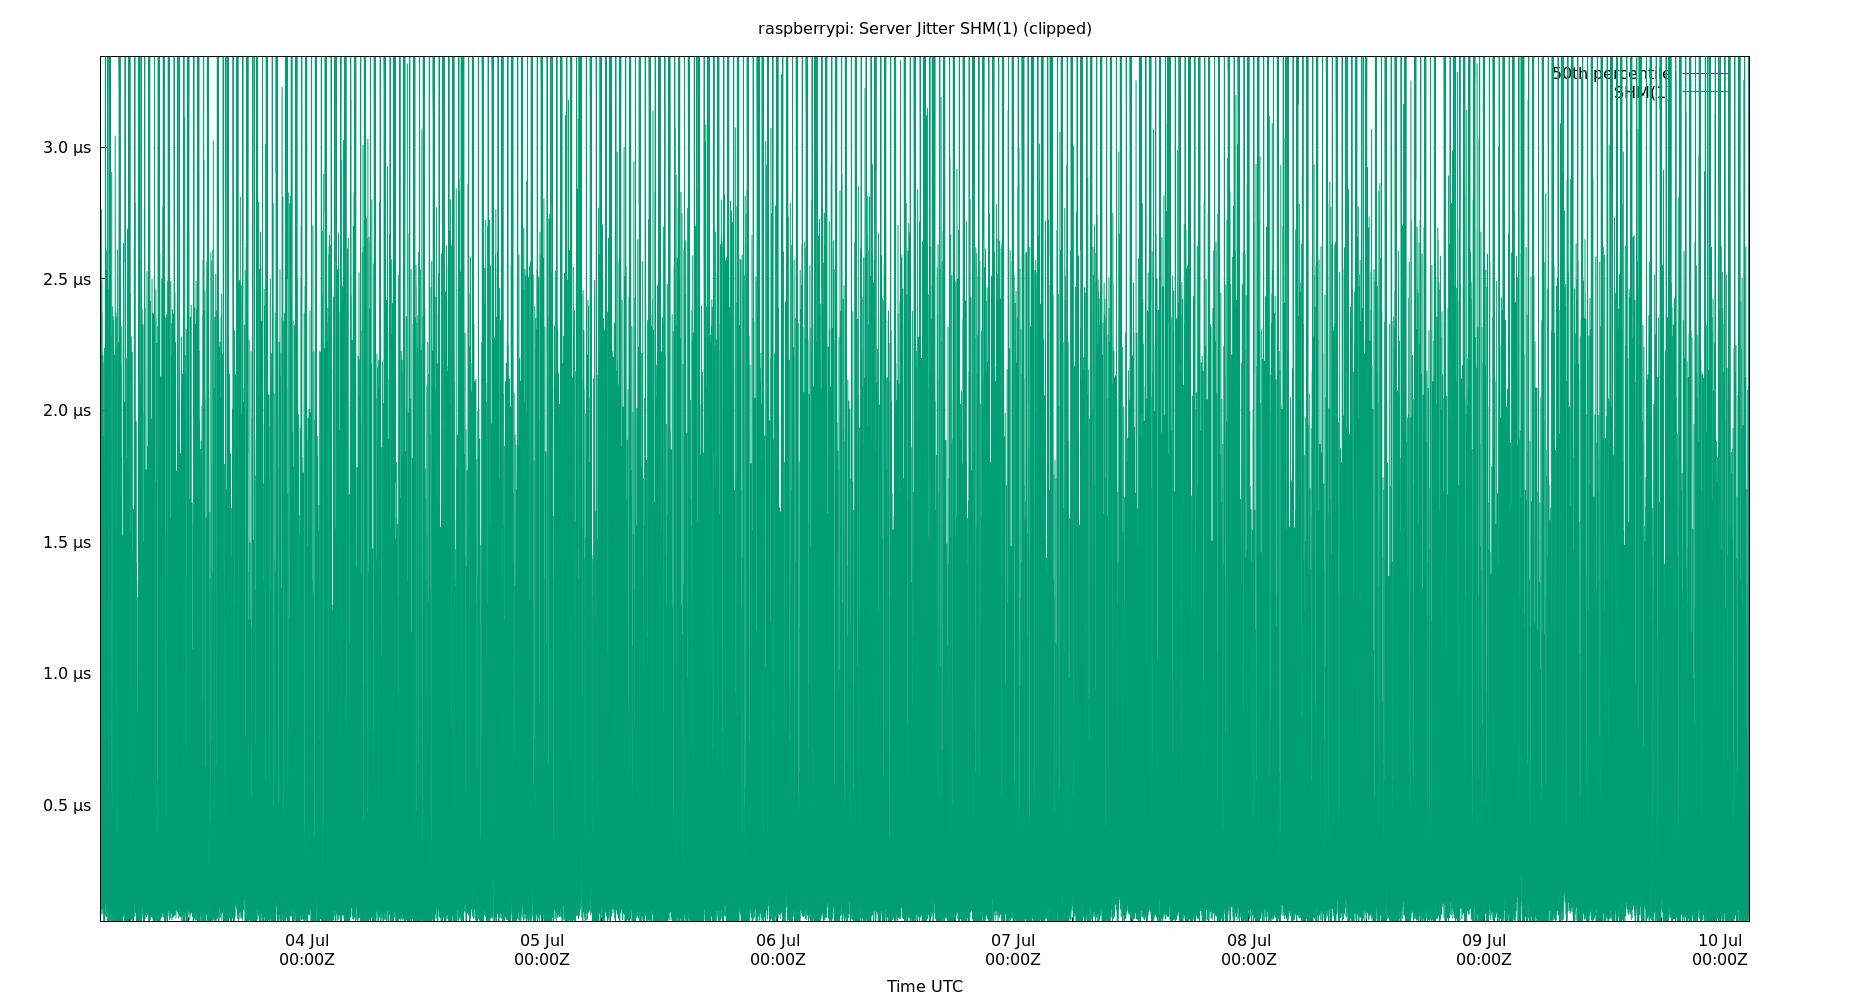 raspberrypi: Server Jitter SHM(1) (clipped)
50th percentile
SHM(1)
3.0 µs
2.5 µs
2.0 µs
1.5 µs
1.0 µs
0.5 µs
04 Jul 05 Jul 06 Jul 07 Jul 08 Jul 09 Jul 10 Jul
00:00Z 00:00Z 00:00Z 00:00Z 00:00Z 00:00Z 00:00Z
Time UTC